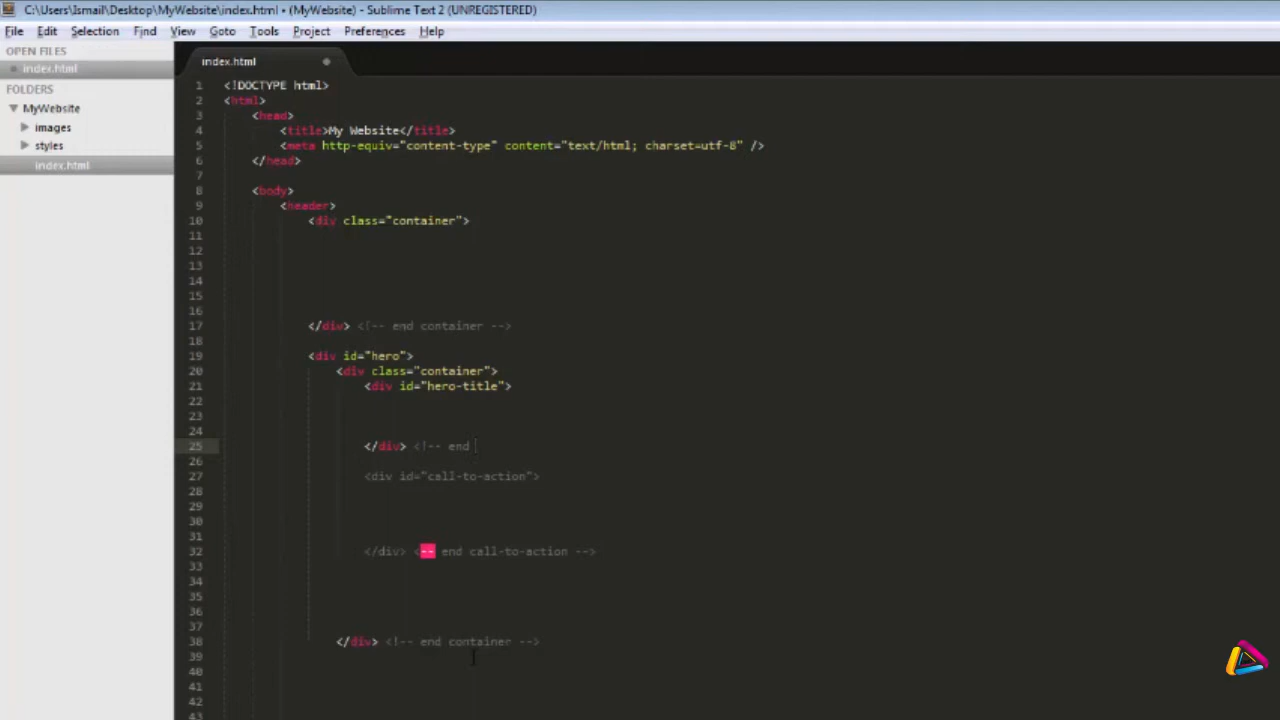 C:\Users\Ismail\Desktop\MyWebsite\index.html • (MyWebsite) - Sublime Text 2 (UNREGISTERED)
File Edit Selection Find View Goto Tools Project Preferences Help
OPEN FILES
index.html
FOLDERS
MyWebsite
images
styles
index.html
index.html
1 <!DOCTYPE html>
2 <html>
3 <head>
4 <title>My Website</title>
5 <meta http-equiv="content-type" content="text/html; charset=utf-8" />
6 </head>
7
8 <body>
9 <header>
10 <div class="container">
11
12
13
14
15
16
17 </div> <!-- end container -->
18
19 <div id="hero">
20 <div class="container">
21 <div id="hero-title">
22
23
24
25 </div> <!-- end
26
27 <div id="call-to-action">
28
29
30
31
32 </div> <-- end call-to-action -->
33
34
35
36
37
38 </div> <!-- end container -->
39
40
41
42
43